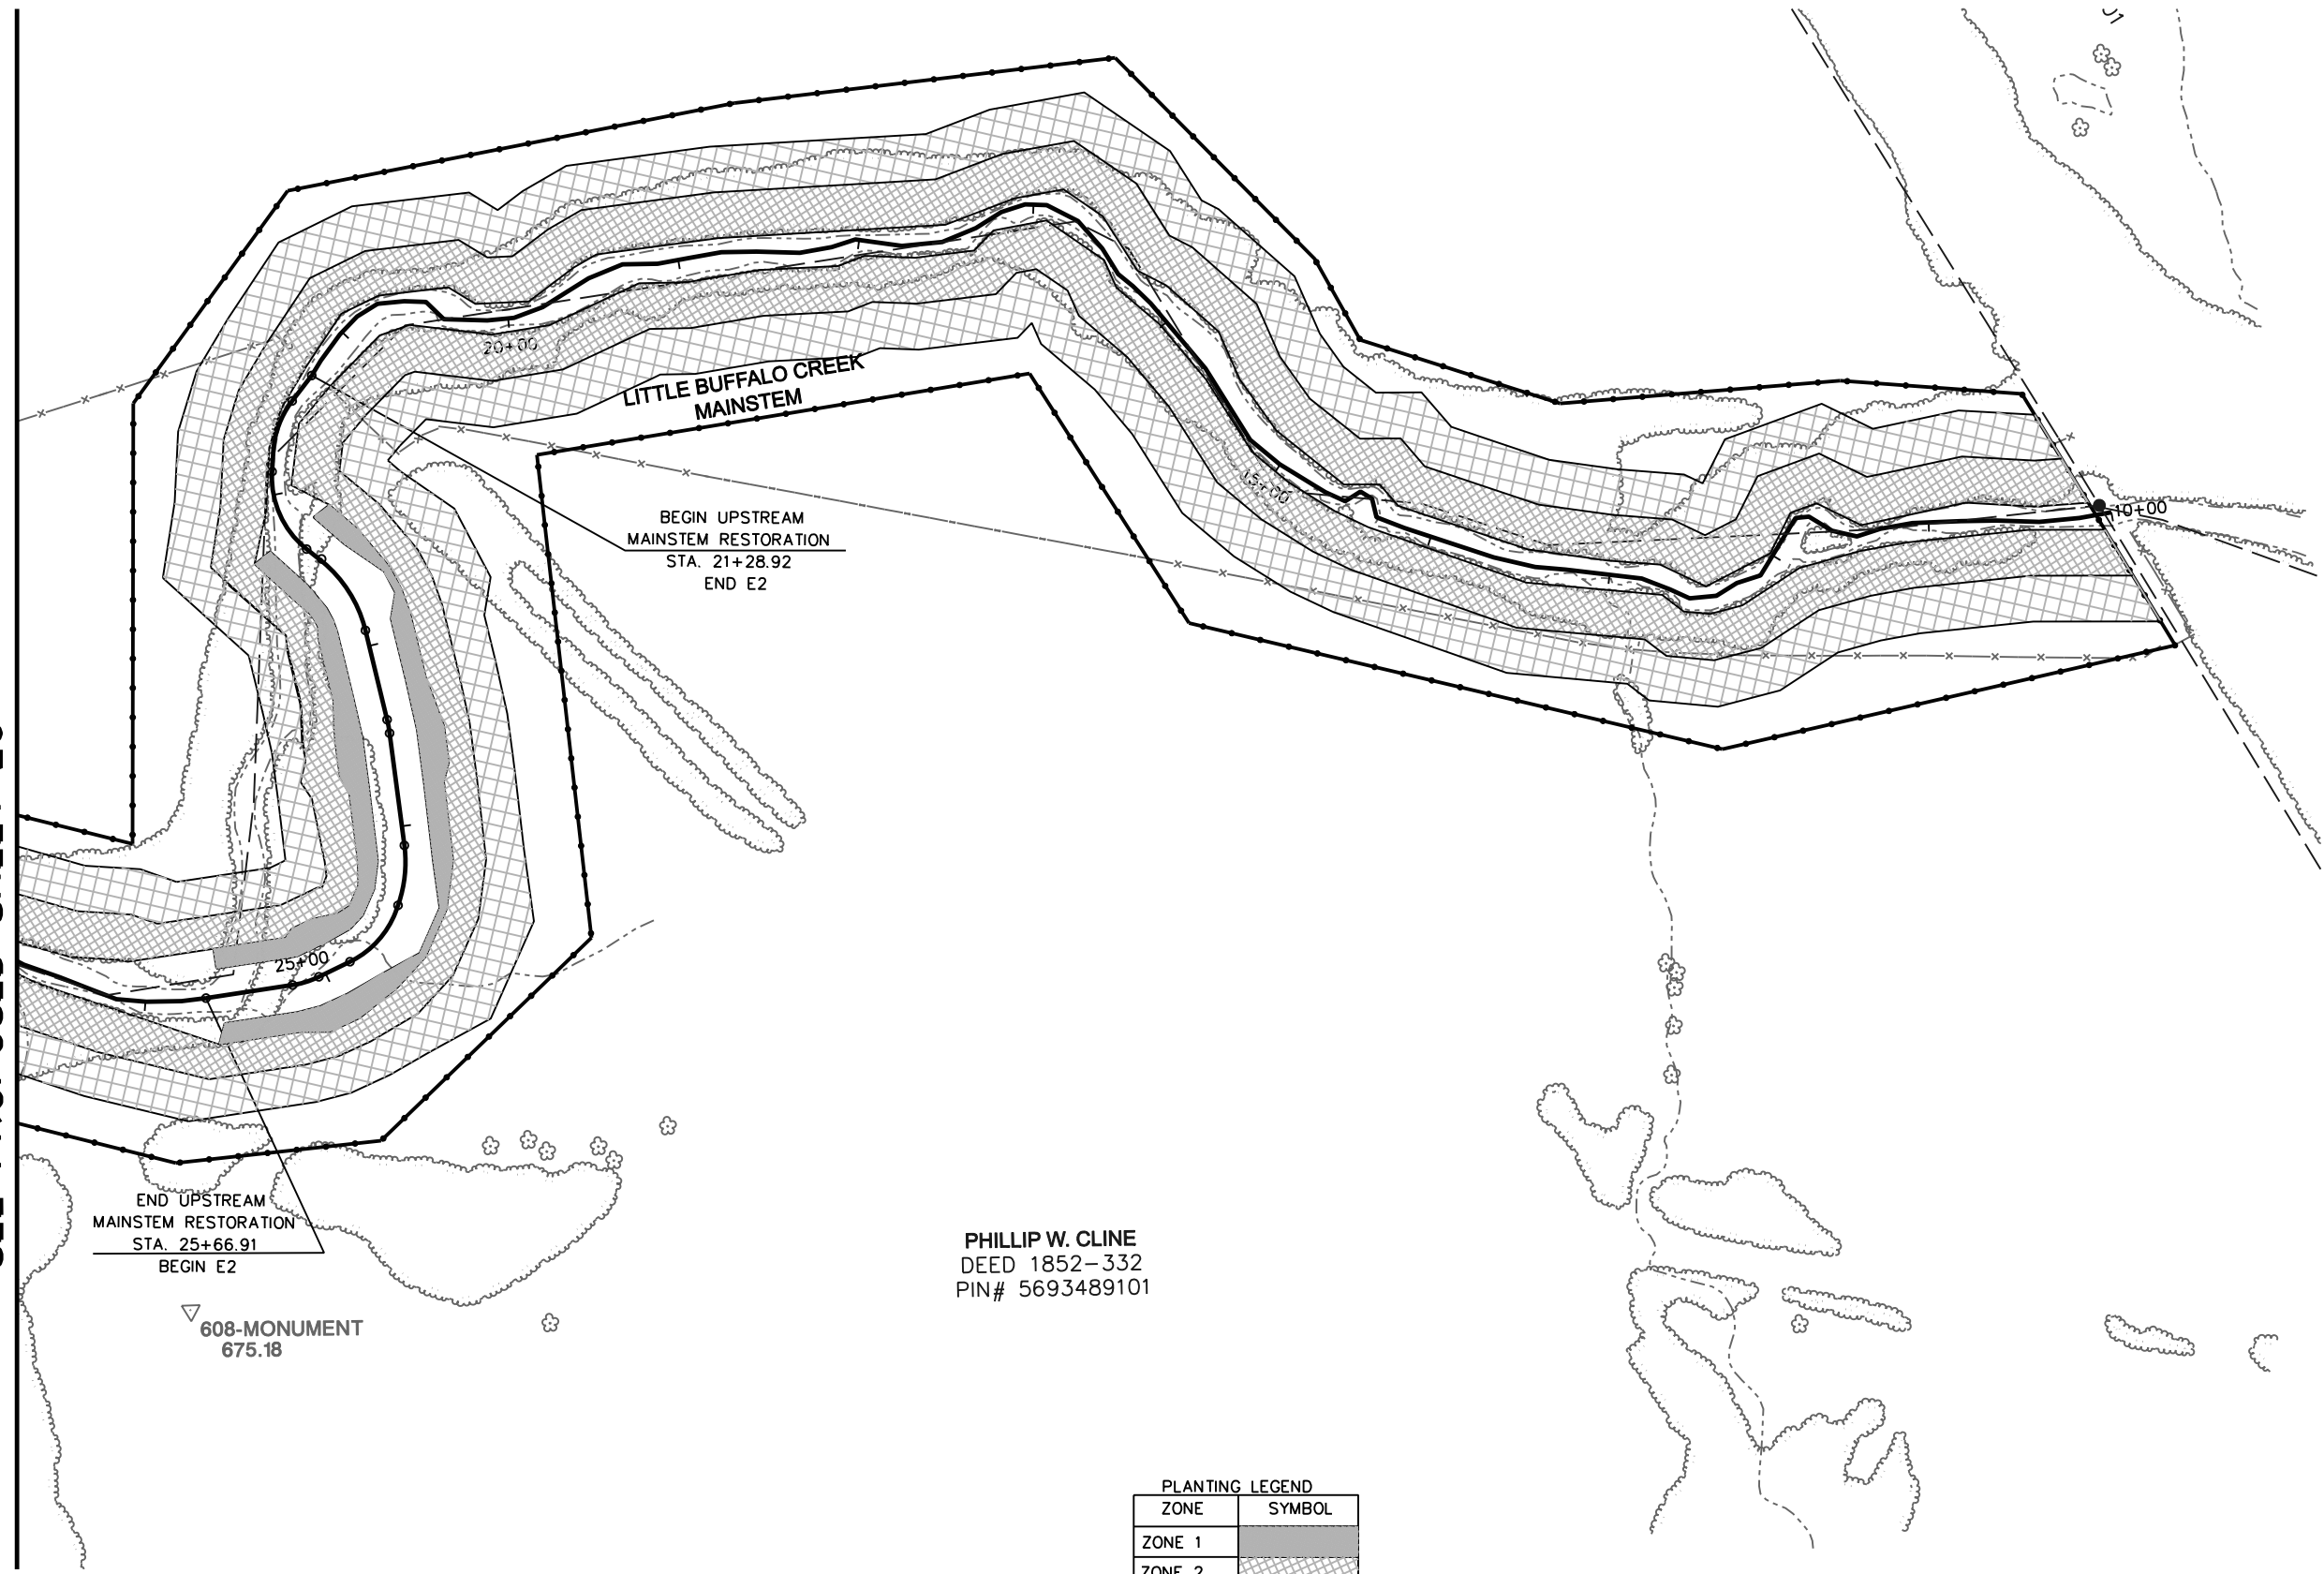 20+00
LITTLE BUFFALO CREEK
MAINSTEM
15+00
10+00
BEGIN UPSTREAM
MAINSTEM RESTORATION
STA. 21+28.92
END E2
25+00
END UPSTREAM
MAINSTEM RESTORATION
STA. 25+66.91
BEGIN E2
608-MONUMENT
675.18
PHILLIP W. CLINE
DEED 1852-332
PIN# 5693489101
PLANTING LEGEND
ZONE SYMBOL
ZONE 1
ZONE 2